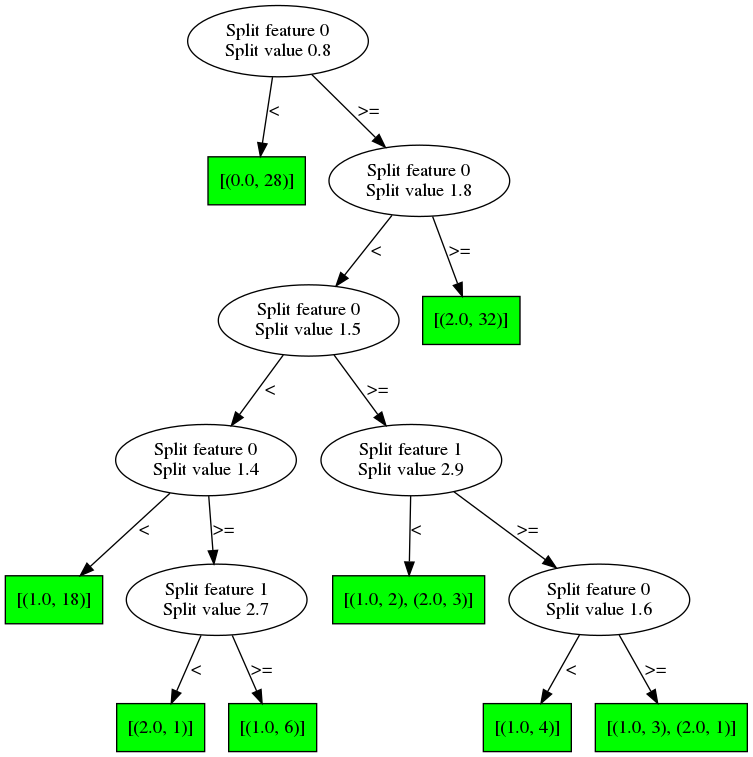 Split feature 0
Split value 0.8
<
>=
[(0.0, 28)]
Split feature 0
Split value 1.8
<
>=
Split feature 0
Split value 1.5
[(2.0, 32)]
<
>=
Split feature 0
Split value 1.4
Split feature 1
Split value 2.9
<
>=
<
>=
[(1.0, 18)]
Split feature 1
Split value 2.7
[(1.0, 2), (2.0, 3)]
Split feature 0
Split value 1.6
<
>=
<
>=
[(2.0, 1)]
[(1.0, 6)]
[(1.0, 4)]
[(1.0, 3), (2.0, 1)]